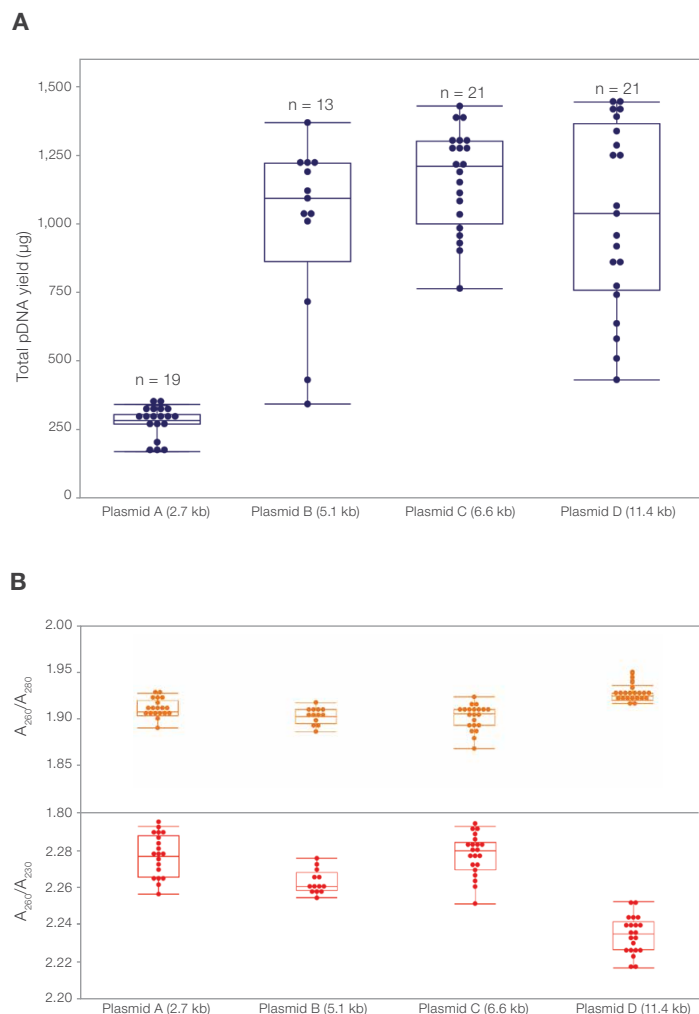 A
Total pDNA yield (µg)
1,500
1,250
1,000
750
500
250
0
n = 19
n = 13
n = 21
n = 21
Plasmid A (2.7 kb)
Plasmid B (5.1 kb)
Plasmid C (6.6 kb)
Plasmid D (11.4 kb)
B
A260/A280
2.00
1.95
1.90
1.85
1.80
A260/A230
2.28
2.26
2.24
2.22
2.20
Plasmid A (2.7 kb)
Plasmid B (5.1 kb)
Plasmid C (6.6 kb)
Plasmid D (11.4 kb)